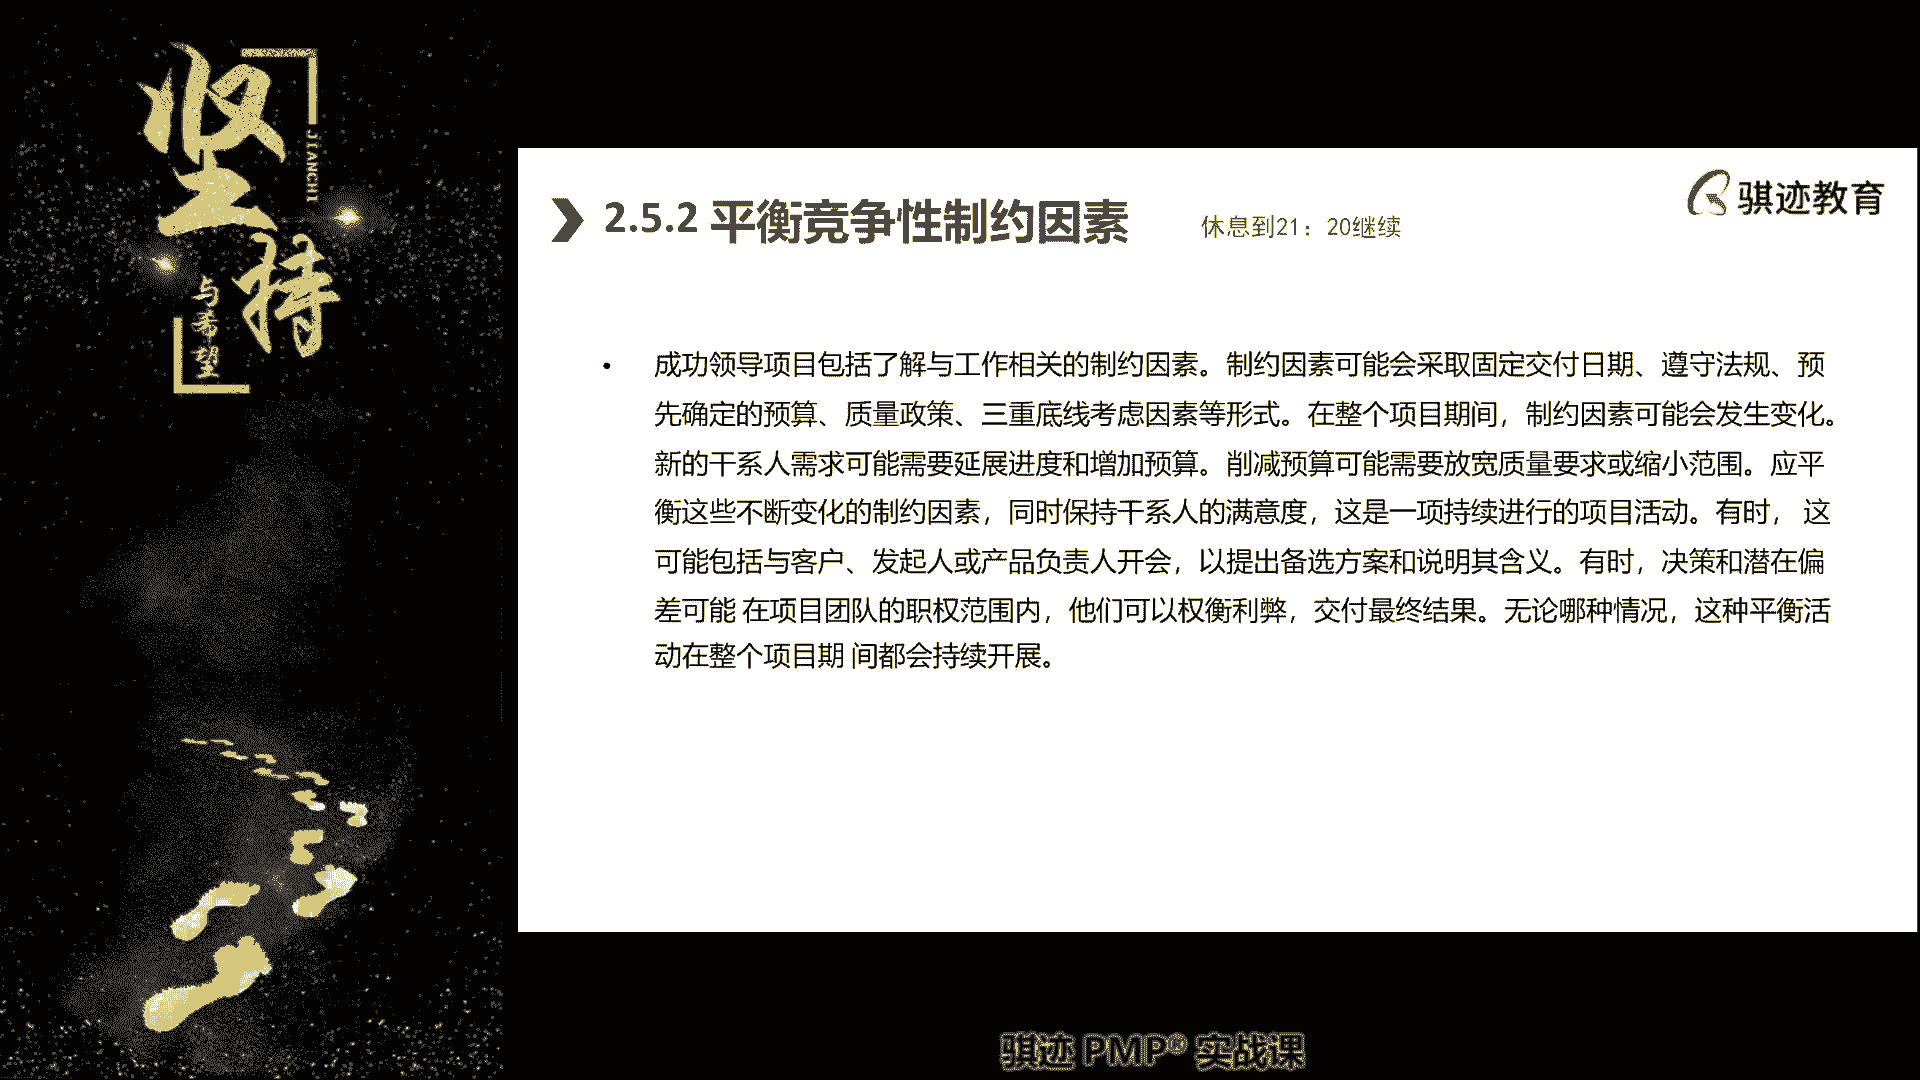 坚持
JIANCHI
与希望
2.5.2 平衡竞争性制约因素
休息到21：20继续
骐迹教育
• 成功领导项目包括了解与工作相关的制约因素。制约因素可能会采取固定交付日期、遵守法规、预
先确定的预算、质量政策、三重底线考虑因素等形式。在整个项目期间，制约因素可能会发生变化。
新的干系人需求可能需要延展进度和增加预算。削减预算可能需要放宽质量要求或缩小范围。应平
衡这些不断变化的制约因素，同时保持干系人的满意度，这是一项持续进行的项目活动。有时， 这
可能包括与客户、发起人或产品负责人开会，以提出备选方案和说明其含义。有时，决策和潜在偏
差可能 在项目团队的职权范围内，他们可以权衡利弊，交付最终结果。无论哪种情况，这种平衡活
动在整个项目期 间都会持续开展。
骐迹 PMP® 实战课